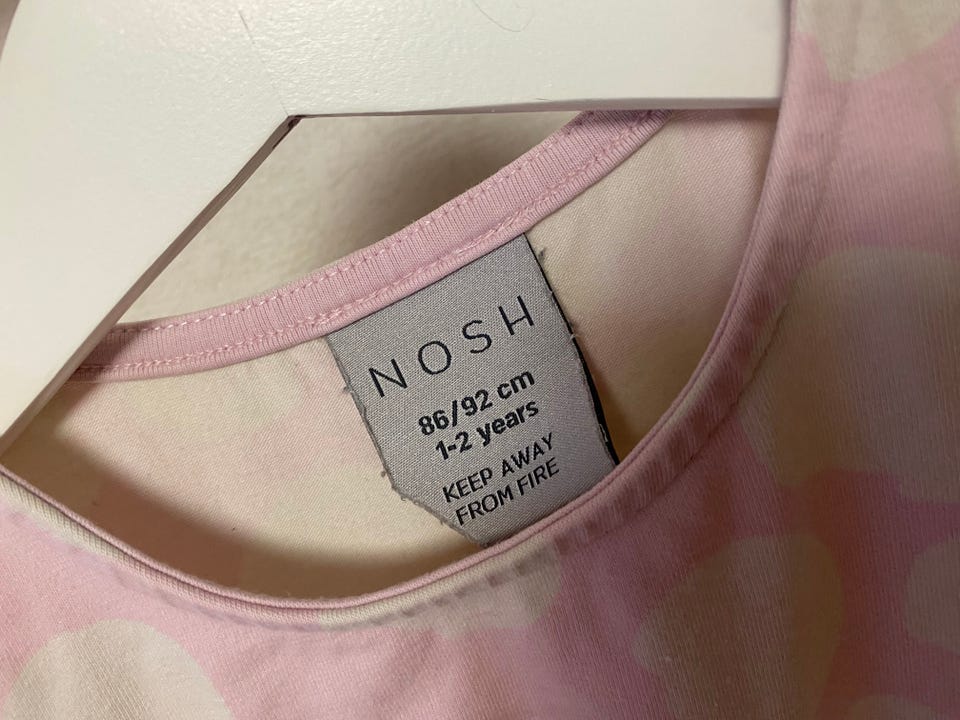 NOSH
86/92 cm
1-2 years
KEEP AWAY
FROM FIRE